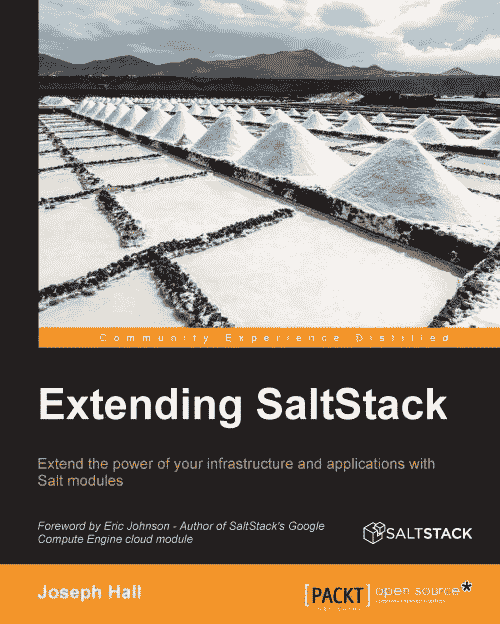 Community Experience Distilled
Extending SaltStack
Extend the power of your infrastructure and applications with
Salt modules
Foreword by Eric Johnson - Author of SaltStack's Google
Compute Engine cloud module
SALTSTACK
Joseph Hall
[PACKT] open source*